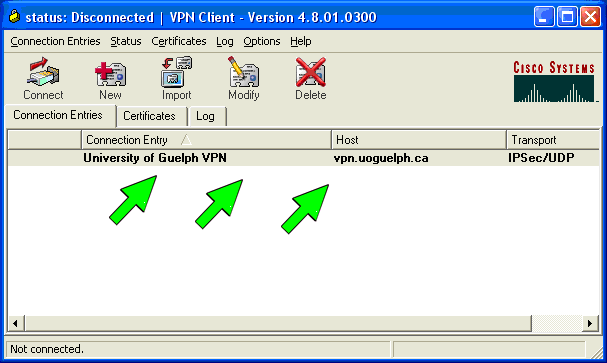 status: Disconnected | VPN Client - Version 4.8.01.0300
Connection Entries Status Certificates Log Options Help
Connect New Import Modify Delete
CISCO SYSTEMS
Connection Entries Certificates Log
Connection Entry Host Transport
University of Guelph VPN vpn.uoguelph.ca IPSec/UDP
Not connected.